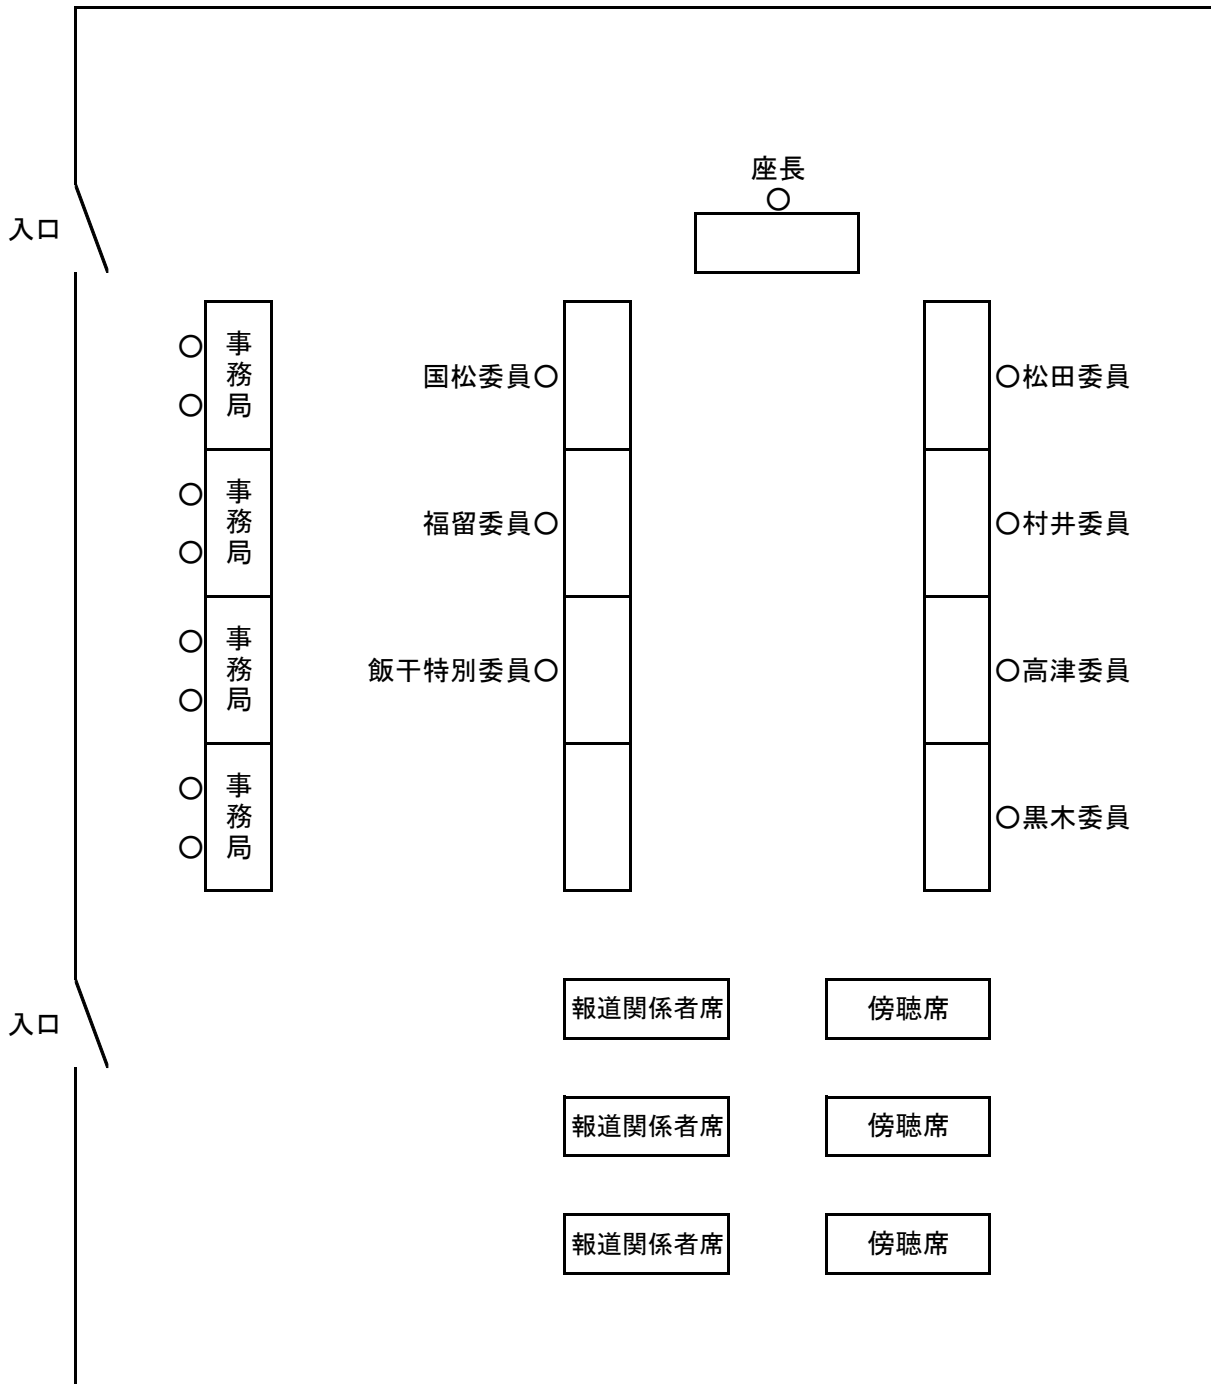 座長
入口
事務局
国松委員○
○松田委員
事務局
福留委員○
○村井委員
事務局
飯干特別委員○
○高津委員
事務局
○黒木委員
報道関係者席
傍聴席
入口
報道関係者席
傍聴席
報道関係者席
傍聴席